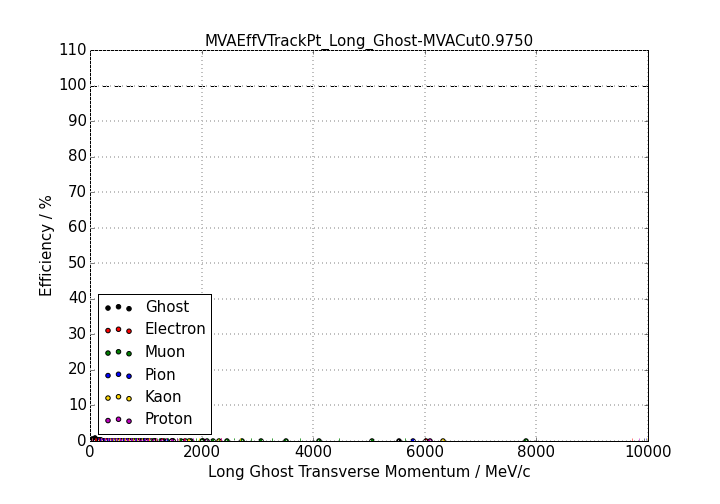 MVAEffVTrackPt_Long_Ghost-MVACut0.9750
110
100
90
80
70
60
50
40
30
20
10
0
Efficiency / %
Ghost
Electron
Muon
Pion
Kaon
Proton
0 2000 4000 6000 8000 10000
Long Ghost Transverse Momentum / MeV/c